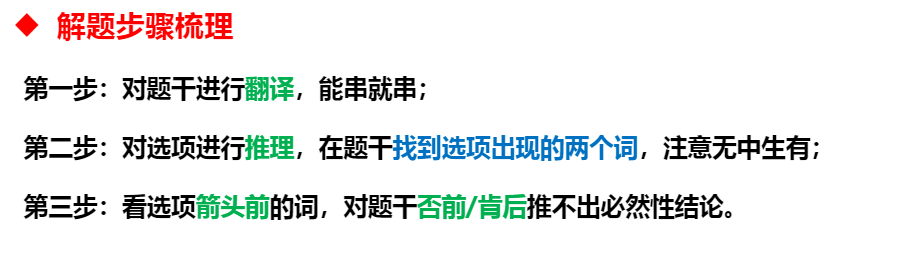 ◆ 解题步骤梳理
第一步：对题干进行翻译，能串就串；
第二步：对选项进行推理，在题干找到选项出现的两个词，注意无中生有；
第三步：看选项箭头前的词，对题干否前/肯后推不出必然性结论。